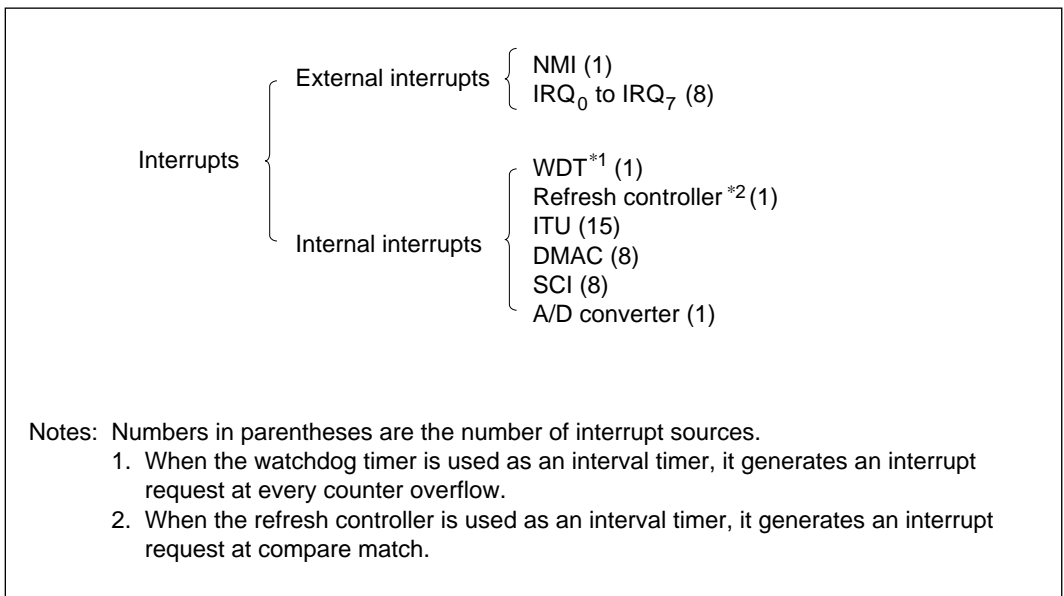 External interrupts
NMI (1)
IRQ0 to IRQ7 (8)
Interrupts
Internal interrupts
WDT*1 (1)
Refresh controller *2 (1)
ITU (15)
DMAC (8)
SCI (8)
A/D converter (1)
Notes: Numbers in parentheses are the number of interrupt sources.
1. When the watchdog timer is used as an interval timer, it generates an interrupt
request at every counter overflow.
2. When the refresh controller is used as an interval timer, it generates an interrupt
request at compare match.